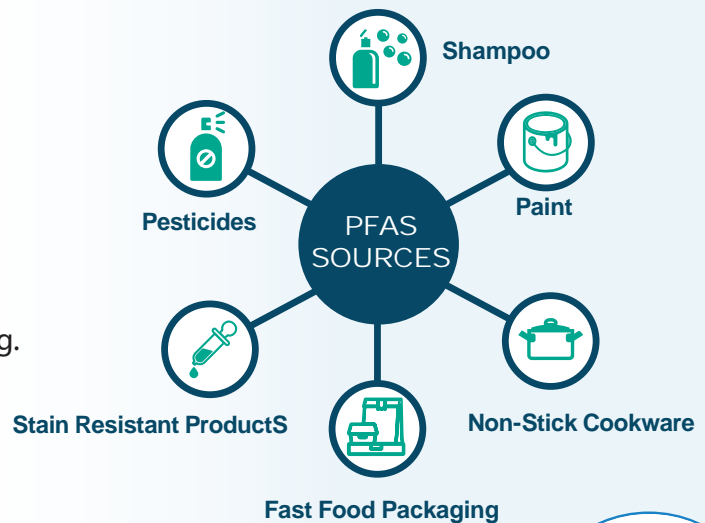 Shampoo
Paint
Pesticides
PFAS
SOURCES
g.
Stain Resistant ProductS
Non-Stick Cookware
Fast Food Packaging